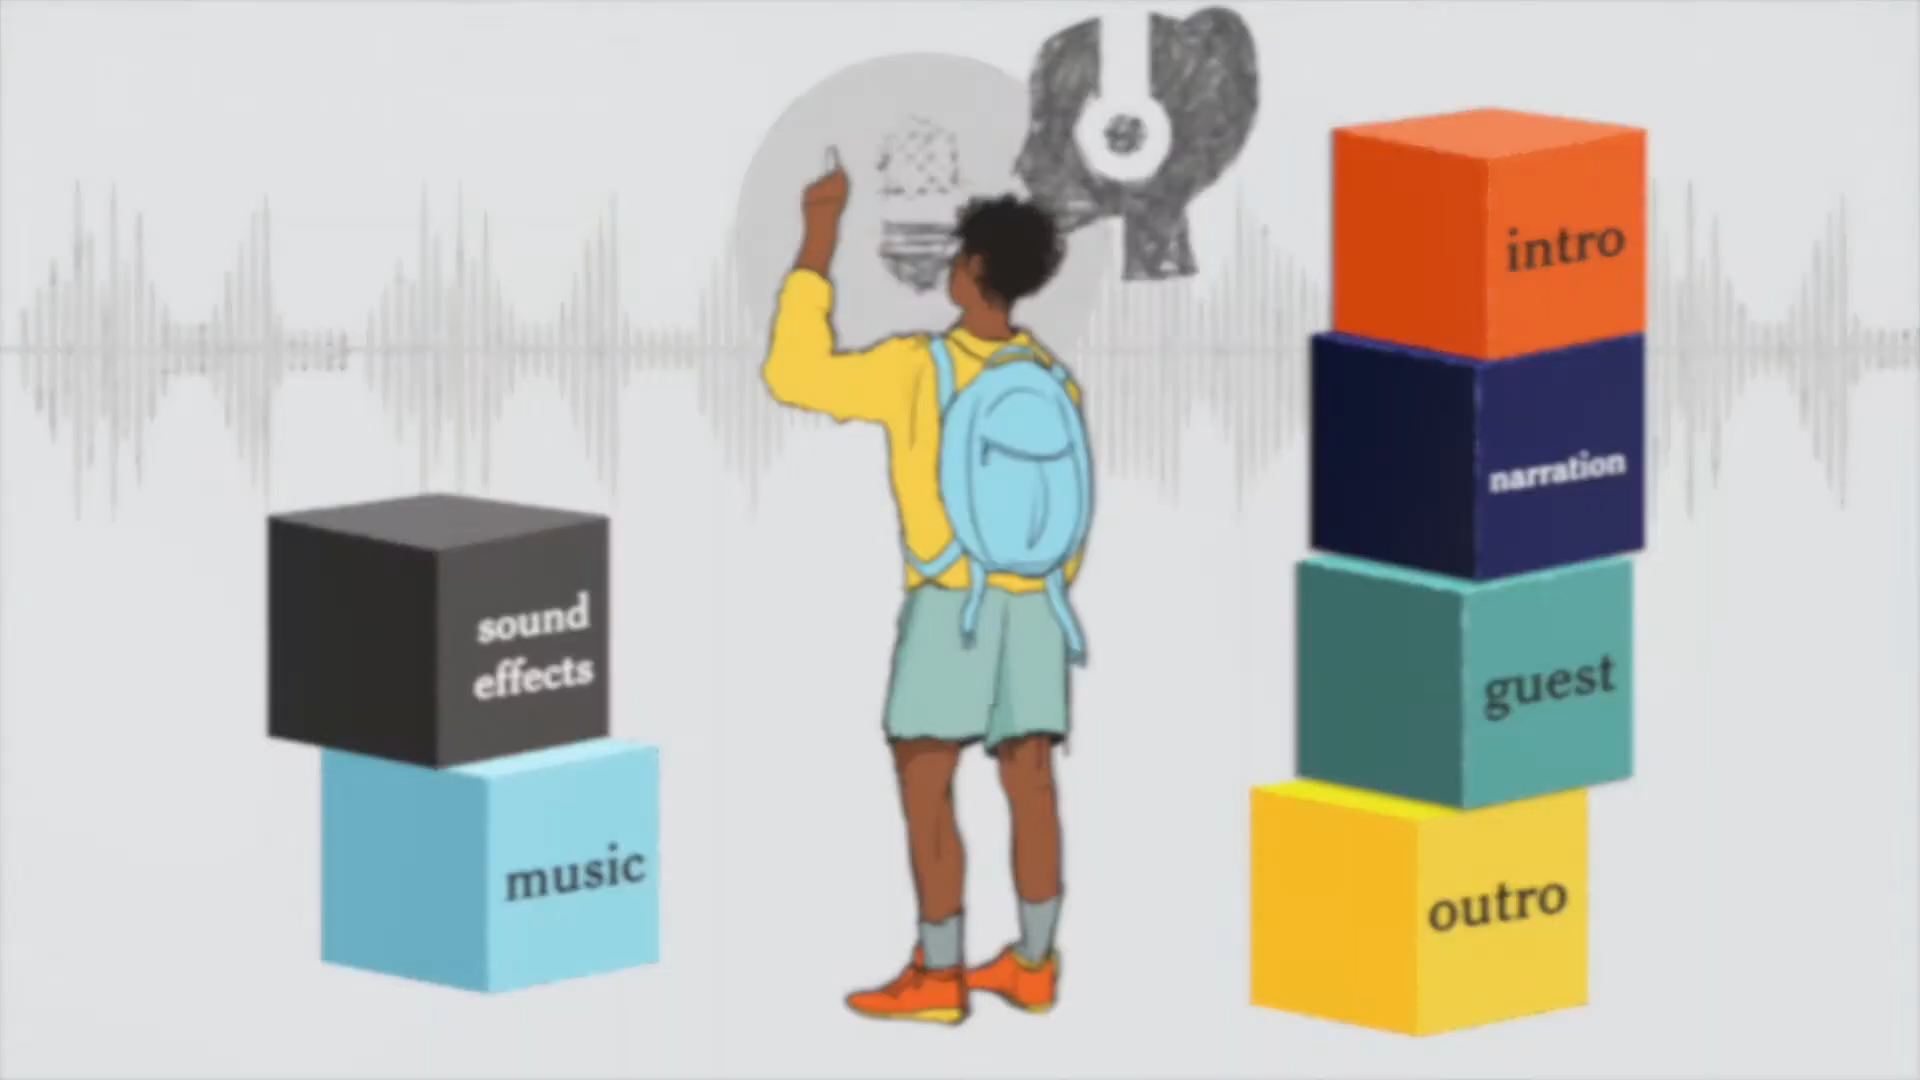 sound
effects
music
intro
narration
guest
outro